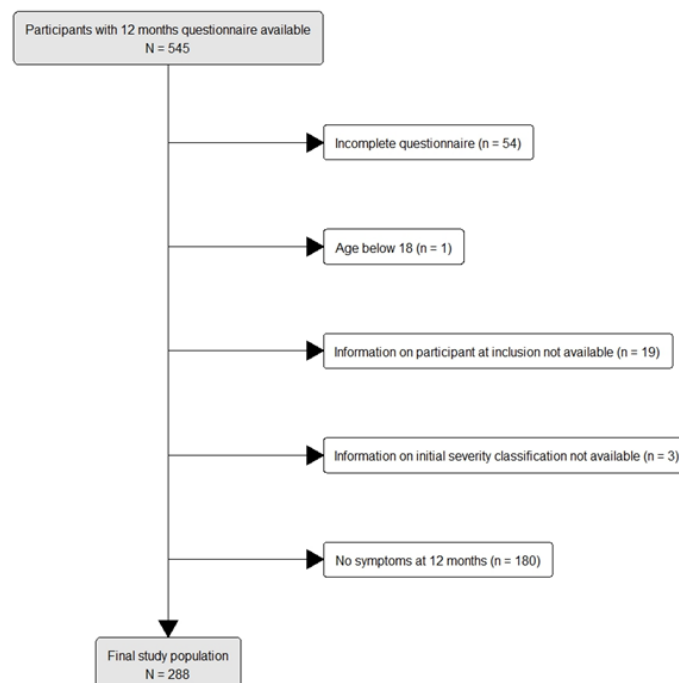 Participants with 12 months questionnaire available
N = 545
Incomplete questionnaire (n = 54)
Age below 18 (n = 1)
Information on participant at inclusion not available (n = 19)
Information on initial severity classification not available (n = 3)
No symptoms at 12 months (n = 180)
Final study population
N = 288